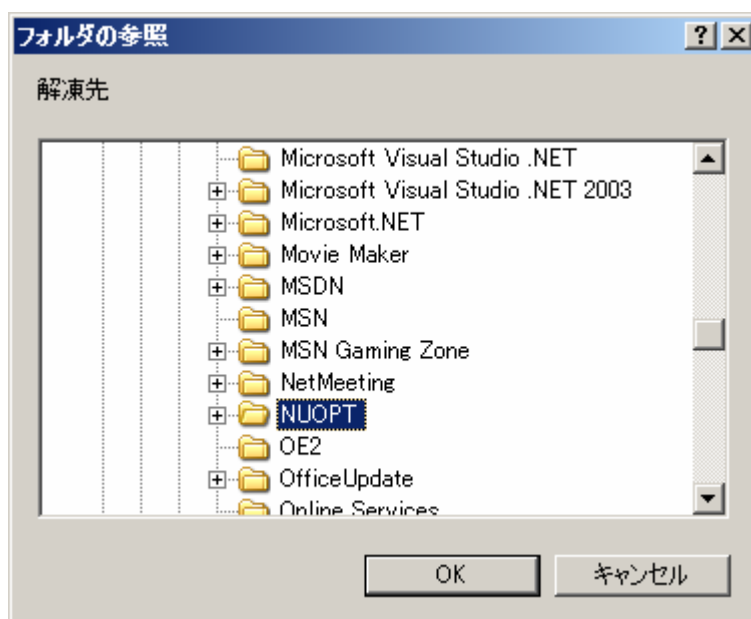 フォルダの参照
解凍先
Microsoft Visual Studio .NET
Microsoft Visual Studio .NET 2003
Microsoft.NET
Movie Maker
MSDN
MSN
MSN Gaming Zone
NetMeeting
NUOPT
OE2
OfficeUpdate
Online Services
OK キャンセル